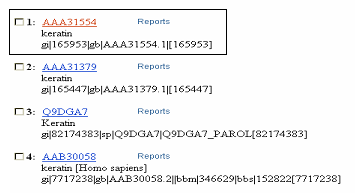 1: AAA31554 Reports
keratin
gi|165953|gb|AAA31554.1|[165953]
2: AAA31379 Reports
keratin
gi|165447|gb|AAA31379.1|[165447]
3: Q9DGA7 Reports
Keratin
gi|82174383|sp|Q9DGA7|Q9DGA7_PAROL[82174383]
4: AAB30058 Reports
keratin [Homo sapiens]
gi|7717238|gb|AAB30058.2||bbm|346629|bbs|152822[7717238]